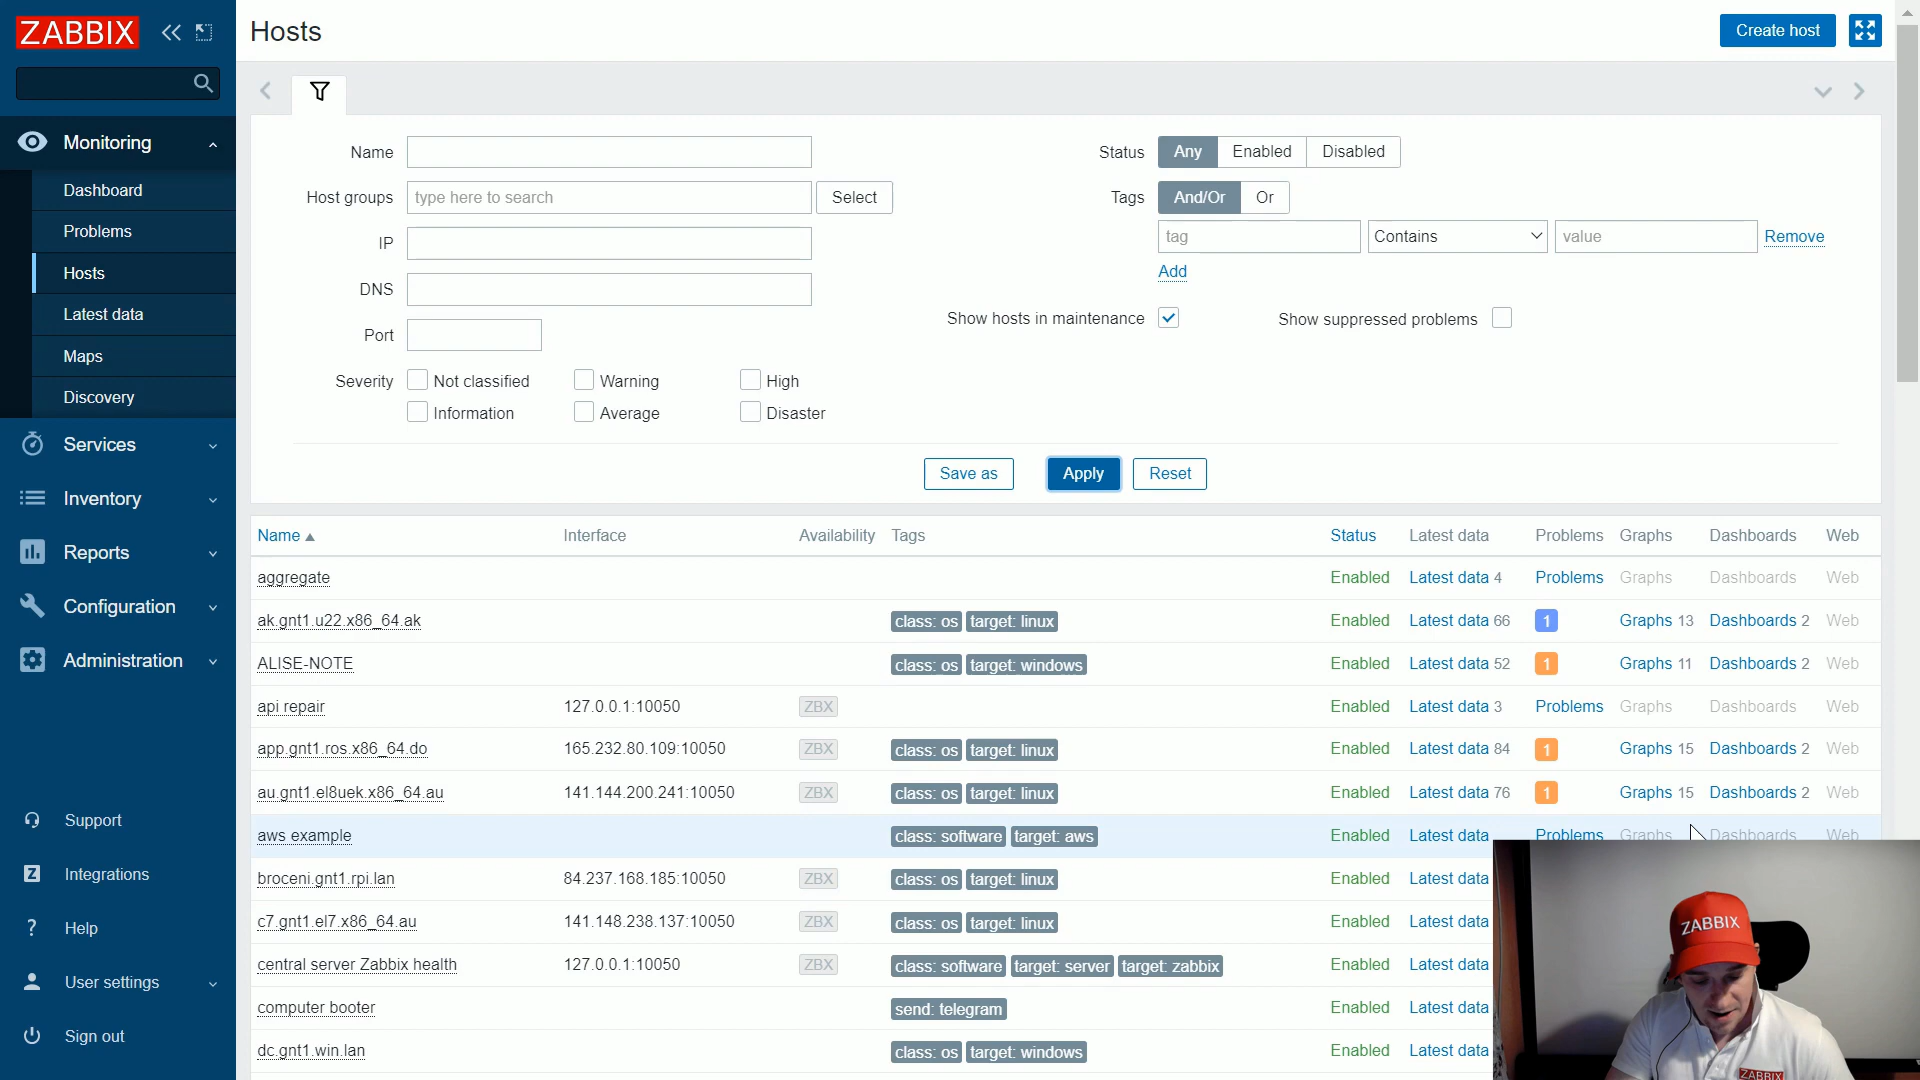 ZABBIX
Hosts
Create host
Monitoring
Dashboard
Problems
Hosts
Latest data
Maps
Discovery
Services
Inventory
Reports
Configuration
Administration
Support
Integrations
Help
User settings
Sign out
Name
Host groups type here to search Select
IP
DNS
Port
Severity Not classified Warning High
Information Average Disaster
Status Any Enabled Disabled
Tags And/Or Or
tag Contains value Remove
Add
Show hosts in maintenance Show suppressed problems
Save as Apply Reset
Name Interface Availability Tags Status Latest data Problems Graphs Dashboards Web
aggregate Enabled Latest data 4 Problems Graphs Dashboards Web
ak.gnt1.u22.x86_64.ak class: os target: linux Enabled Latest data 66 1 Graphs 13 Dashboards 2 Web
ALISE-NOTE class: os target: windows Enabled Latest data 52 1 Graphs 11 Dashboards 2 Web
api repair 127.0.0.1:10050 ZBX Enabled Latest data 3 Problems Graphs Dashboards Web
app.gnt1.ros.x86_64.do 165.232.80.109:10050 ZBX class: os target: linux Enabled Latest data 84 1 Graphs 15 Dashboards 2 Web
au.gnt1.el8uek.x86_64.au 141.144.200.241:10050 ZBX class: os target: linux Enabled Latest data 76 1 Graphs 15 Dashboards 2 Web
aws example class: software target: aws Enabled Latest data Problems Graphs Dashboards Web
broceni.gnt1.rpi.lan 84.237.168.185:10050 ZBX class: os target: linux Enabled Latest data
c7.gnt1.el7.x86_64.au 141.148.238.137:10050 ZBX class: os target: linux Enabled Latest data
central server Zabbix health 127.0.0.1:10050 ZBX class: software target: server target: zabbix Enabled Latest data
computer booter send: telegram Enabled Latest data
dc.gnt1.win.lan class: os target: windows Enabled Latest data
ZABBIX
ZABBIX